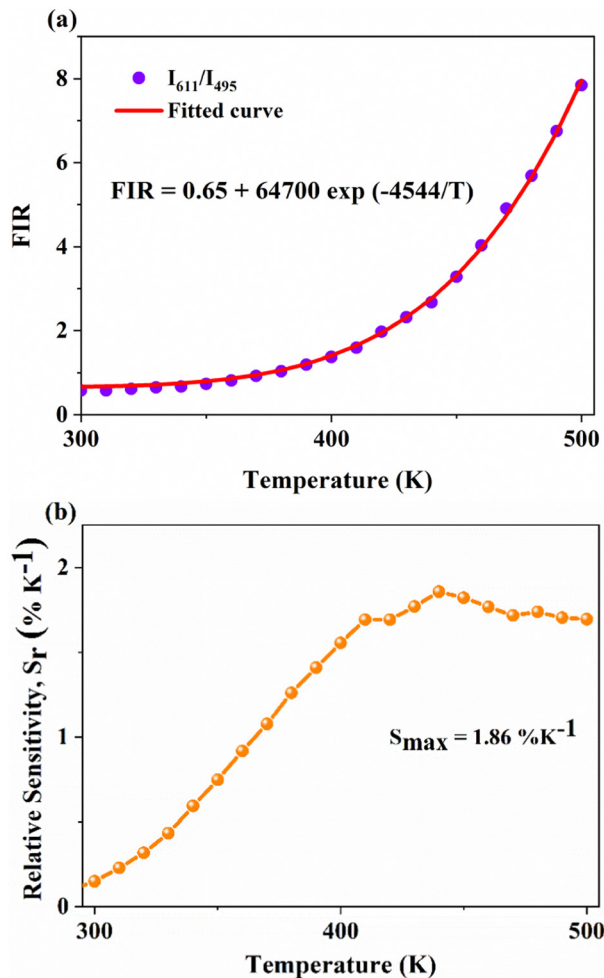 (a)
8
6
4
2
0
FIR
I₆₁₁/I₄₉₅
Fitted curve
FIR = 0.65 + 64700 exp (-4544/T)
300
400
500
Temperature (K)
(b)
2
1
0
Relative Sensitivity, Sr (% K⁻¹)
Smax = 1.86 %K⁻¹
300
400
500
Temperature (K)